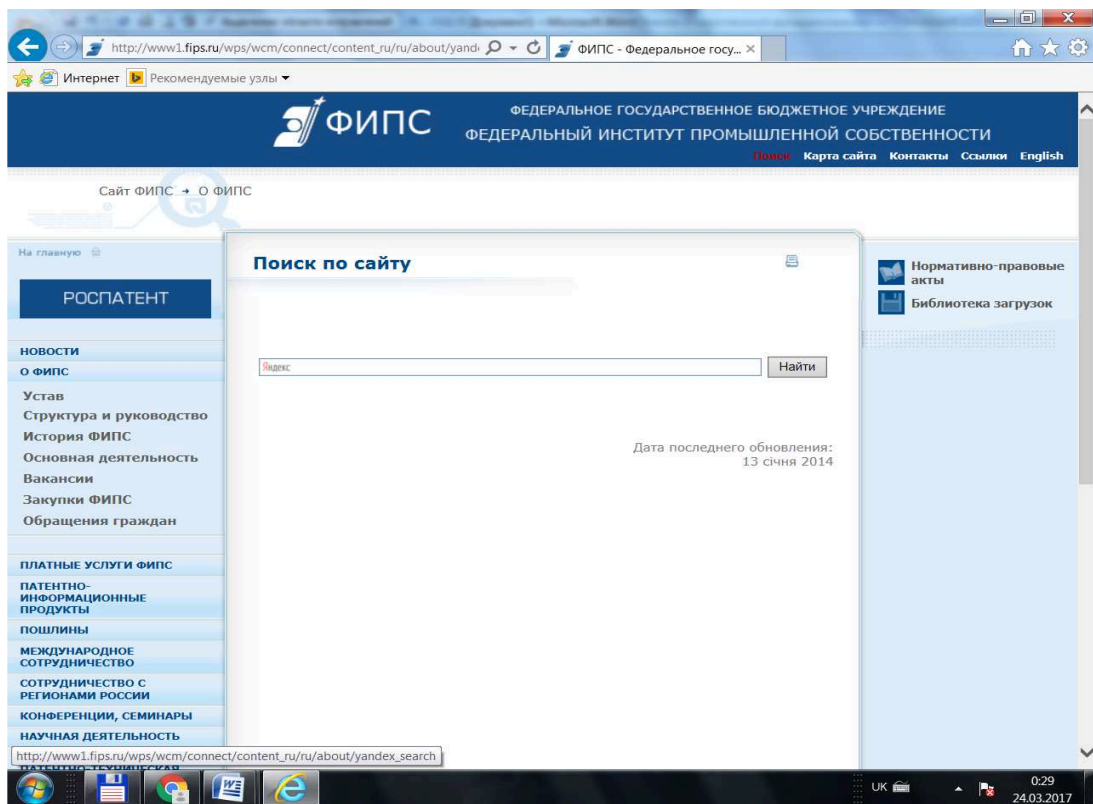 http://www1.fips.ru/wps/wcm/connect/content_ru/ru/about/yand
ФИПС - Федеральное госу...
Интернет Рекомендуемые узлы
ФИПС
ФЕДЕРАЛЬНОЕ ГОСУДАРСТВЕННОЕ БЮДЖЕТНОЕ УЧРЕЖДЕНИЕ
ФЕДЕРАЛЬНЫЙ ИНСТИТУТ ПРОМЫШЛЕННОЙ СОБСТВЕННОСТИ
Поиск Карта сайта Контакты Ссылки English
Сайт ФИПС → О ФИПС
На главную
РОСПАТЕНТ
НОВОСТИ
О ФИПС
Устав
Структура и руководство
История ФИПС
Основная деятельность
Вакансии
Закупки ФИПС
Обращения граждан
ПЛАТНЫЕ УСЛУГИ ФИПС
ПАТЕНТНО-
ИНФОРМАЦИОННЫЕ
ПРОДУКТЫ
ПОШЛИНЫ
МЕЖДУНАРОДНОЕ
СОТРУДНИЧЕСТВО
СОТРУДНИЧЕСТВО С
РЕГИОНАМИ РОССИИ
КОНФЕРЕНЦИИ, СЕМИНАРЫ
НАУЧНАЯ ДЕЯТЕЛЬНОСТЬ
Поиск по сайту
Яндекс
Найти
Дата последнего обновления:
13 січня 2014
Нормативно-правовые
акты
Библиотека загрузок
http://www1.fips.ru/wps/wcm/connect/content_ru/ru/about/yandex_search
UK
0:29
24.03.2017